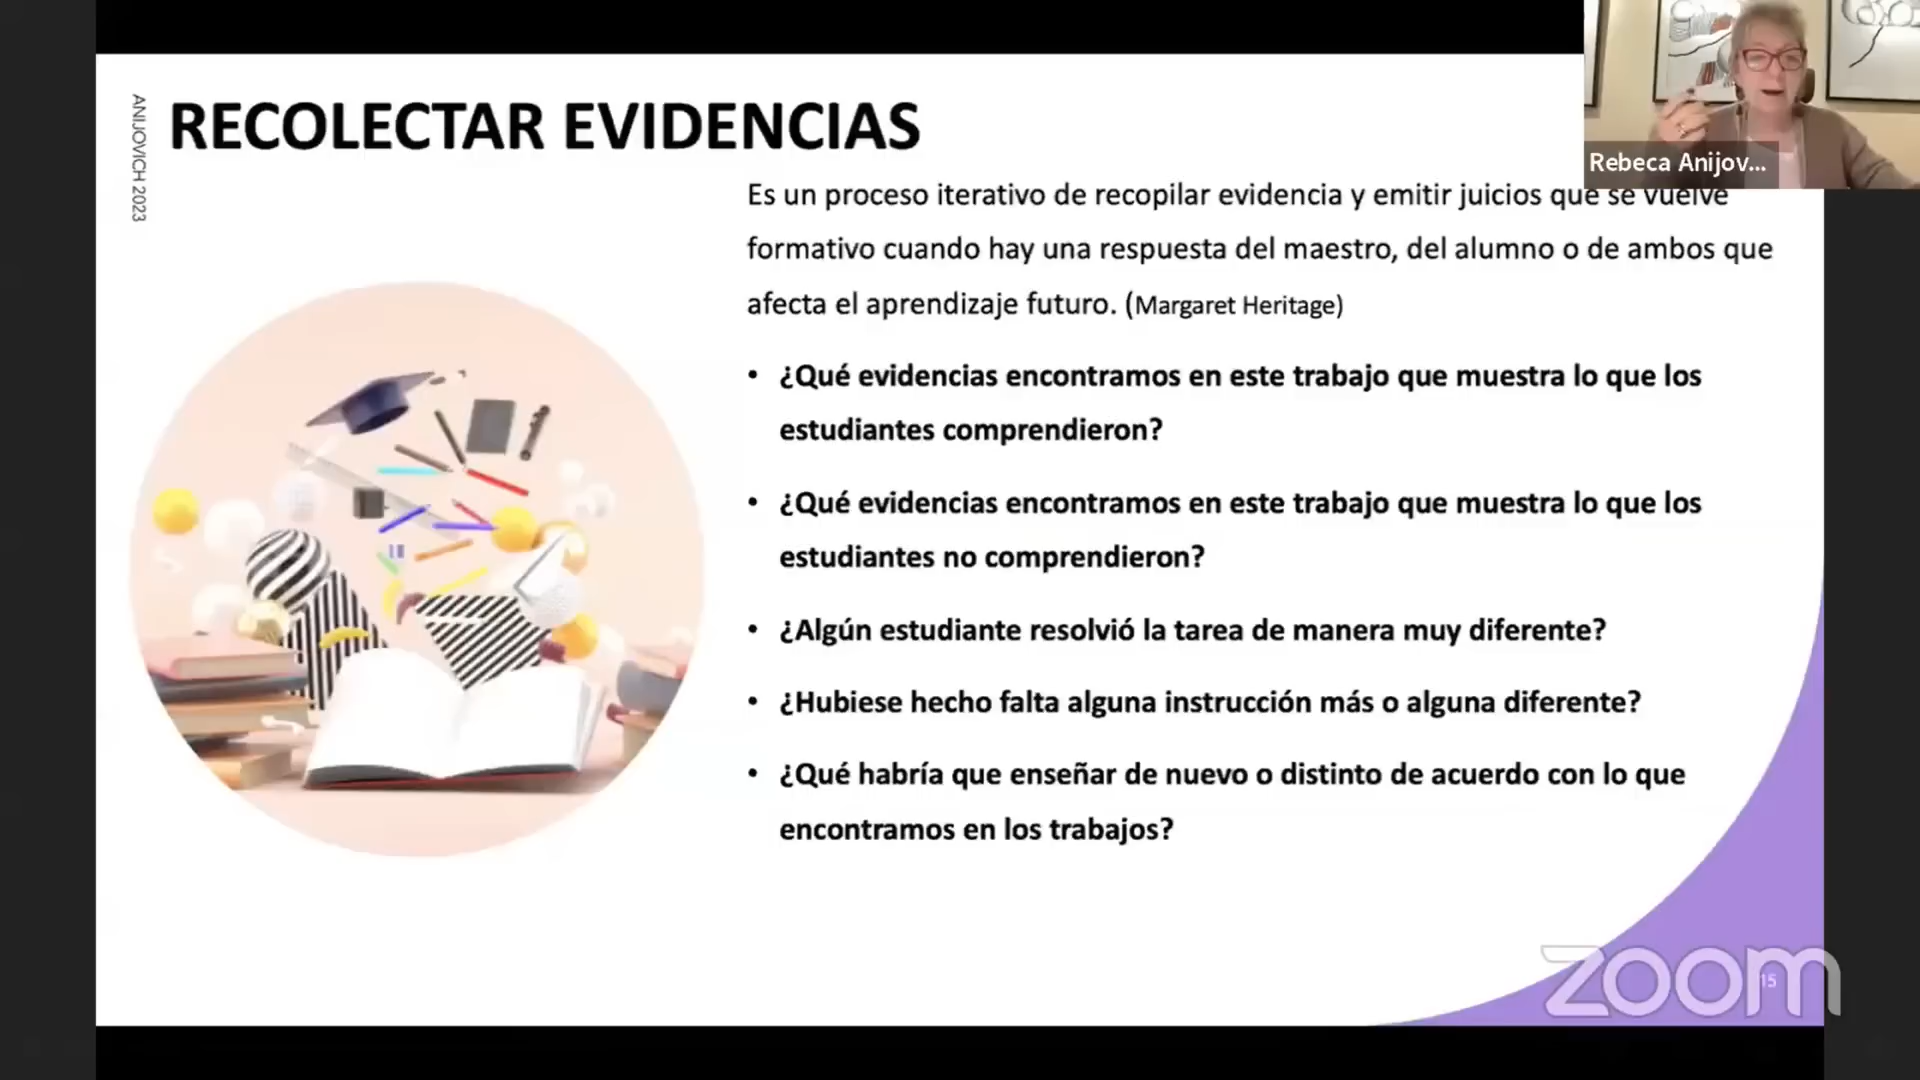 ANIJOVICH 2023
RECOLECTAR EVIDENCIAS
Rebeca Anijov...
Es un proceso iterativo de recopilar evidencia y emitir juicios que se vuelve
formativo cuando hay una respuesta del maestro, del alumno o de ambos que
afecta el aprendizaje futuro. (Margaret Heritage)
• ¿Qué evidencias encontramos en este trabajo que muestra lo que los
estudiantes comprendieron?
• ¿Qué evidencias encontramos en este trabajo que muestra lo que los
estudiantes no comprendieron?
• ¿Algún estudiante resolvió la tarea de manera muy diferente?
• ¿Hubiese hecho falta alguna instrucción más o alguna diferente?
• ¿Qué habría que enseñar de nuevo o distinto de acuerdo con lo que
encontramos en los trabajos?
zoom
15